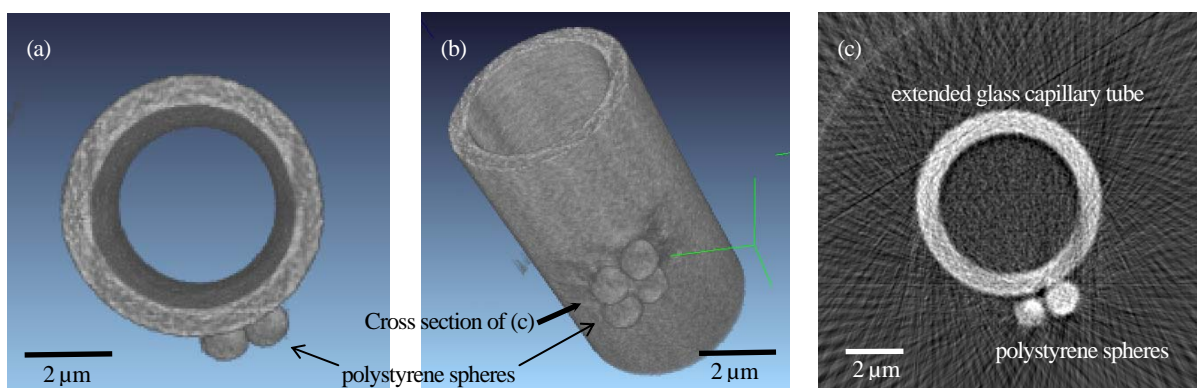 (a)
2 µm
(b)
Cross section of (c)
polystyrene spheres
2 µm
(c)
extended glass capillary tube
polystyrene spheres
2 µm